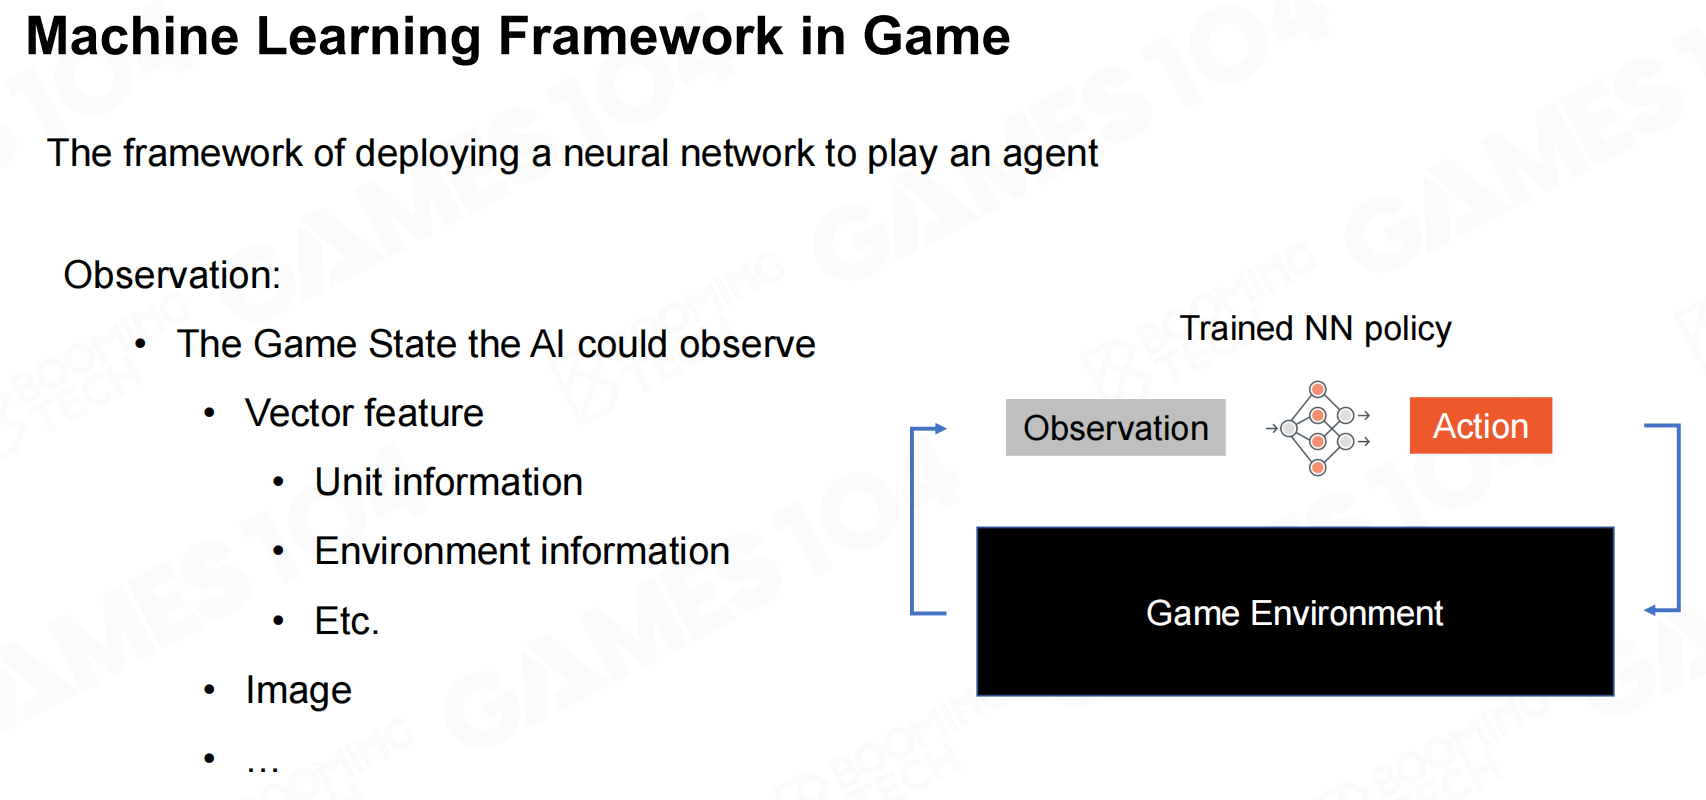 Machine Learning Framework in Game
The framework of deploying a neural network to play an agent
Observation:
• The Game State the AI could observe
• Vector feature
• Unit information
• Environment information
• Etc.
• Image
• …
Trained NN policy
Observation
Action
Game Environment
GAMES104
BOOMING TECH